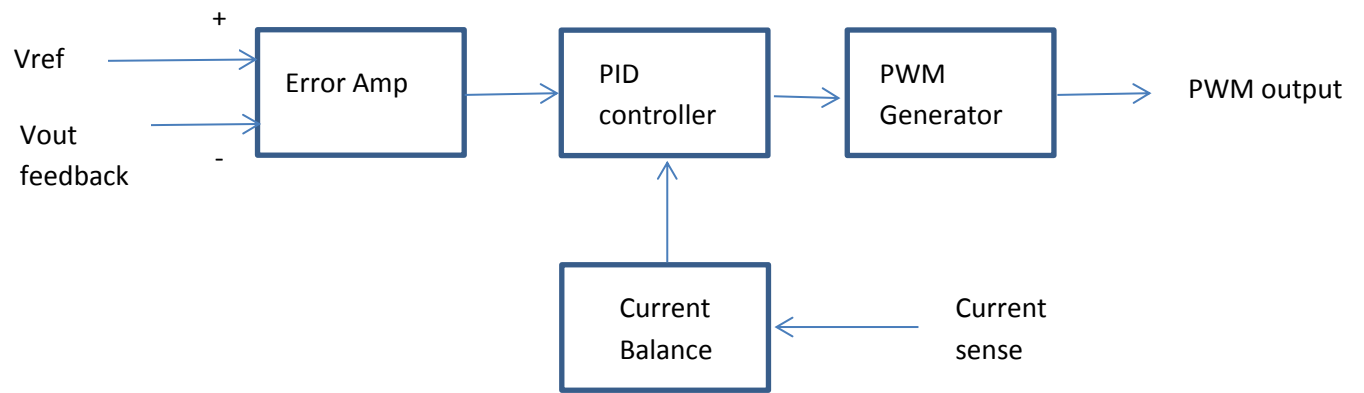 +
Vref
Error Amp
PID
controller
PWM
Generator
PWM output
Vout
feedback
-
Current
Balance
Current
sense